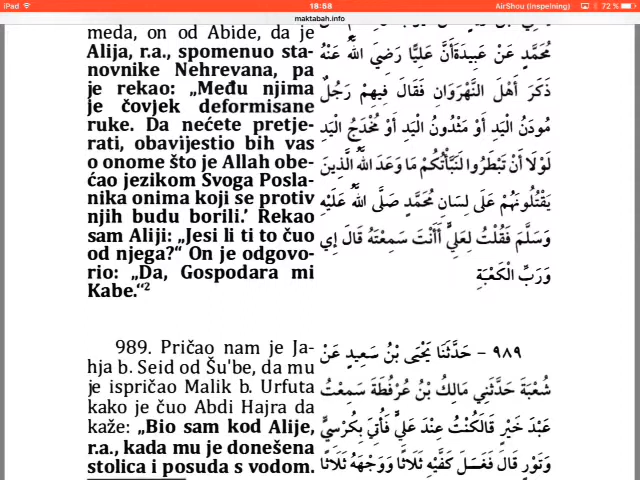 iPad
18:58
AirShou (inspelning)
72 %
maktabah.info
meda, on od Abide, da je
Alija, r.a., spomenuo sta-
novnike Nehrevana, pa
je rekao: „Među njima
je čovjek deformisane
ruke. Da nećete pretje-
rati, obavijestio bih vas
o onome što je Allah obe-
ćao jezikom Svoga Posla-
nika onima koji se protiv
njih budu borili.’ Rekao
sam Aliji: „Jesi li ti to čuo
od njega?“ On je odgovo-
rio: „Da, Gospodara mi
Kabe.“²
989. Pričao nam je Ja-
hja b. Seid od Šu'be, da mu
je ispričao Malik b. Urfuta
kako je čuo Abdi Hajra da
kaže: „Bio sam kod Alije,
r.a., kada mu je donešena
stolica i posuda s vodom.
مُحَمَّدٍ عَنْ عَبِيدَةَ أَنَّ عَلِيًّا رَضِيَ اللهُ عَنْهُ
ذَكَرَ أَهْلَ النَّهْرَوَانِ فَقَالَ فِيهِمْ رَجُلٌ
مُودَنُ الْيَدِ أَوْ مَثْدُونُ الْيَدِ أَوْ مُخْدَجُ الْيَدِ
لَوْلَا أَنْ تَبْطَرُوا لَنَبَّأْتُكُمْ مَا وَعَدَ اللهُ الَّذِينَ
يَقْتُلُونَهُمْ عَلَى لِسَانِ مُحَمَّدٍ صَلَّى اللهُ عَلَيْهِ
وَسَلَّمَ فَقُلْتُ لِعَلِيٍّ أَأَنْتَ سَمِعْتَهُ قَالَ إِي
وَرَبِّ الْكَعْبَةِ
٩٨٩ - حَدَّثَنَا يَحْيَى بْنُ سَعِيدٍ عَنْ
شُعْبَةَ حَدَّثَنِي مَالِكُ بْنُ عُرْفُطَةَ سَمِعْتُ
عَبْدَ خَيْرٍ قَالَ كُنْتُ عِنْدَ عَلِيٍّ فَأُتِيَ بِكُرْسِيٍّ
وَتَوْرٍ قَالَ فَغَسَلَ كَفَّيْهِ ثَلَاثًا وَوَجْهَهُ ثَلَاثًا